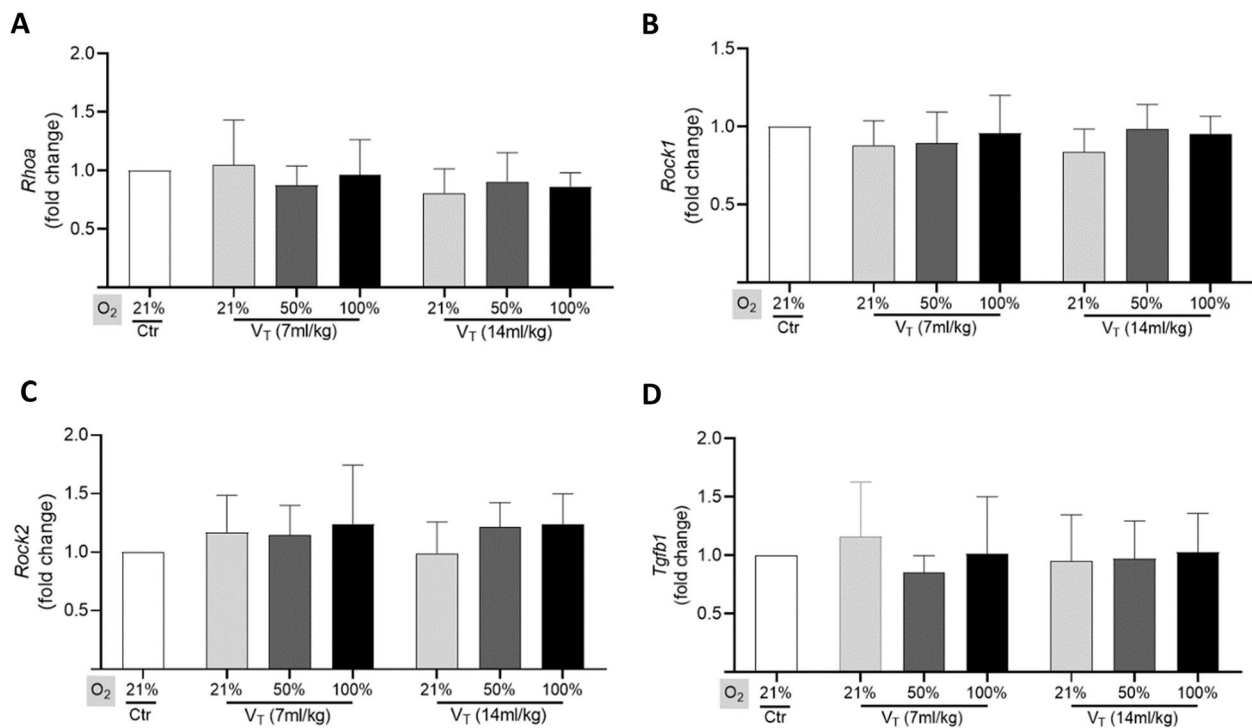 A
2.0
1.5
1.0
0.5
Rhoa
(fold change)
O2 21% 21% 50% 100% 21% 50% 100%
Ctr VT (7ml/kg) VT (14ml/kg)
B
1.5
1.0
0.5
Rock1
(fold change)
O2 21% 21% 50% 100% 21% 50% 100%
Ctr VT (7ml/kg) VT (14ml/kg)
C
2.0
1.5
1.0
0.5
Rock2
(fold change)
O2 21% 21% 50% 100% 21% 50% 100%
Ctr VT (7ml/kg) VT (14ml/kg)
D
2.0
1.5
1.0
0.5
Tgfb1
(fold change)
O2 21% 21% 50% 100% 21% 50% 100%
Ctr VT (7ml/kg) VT (14ml/kg)